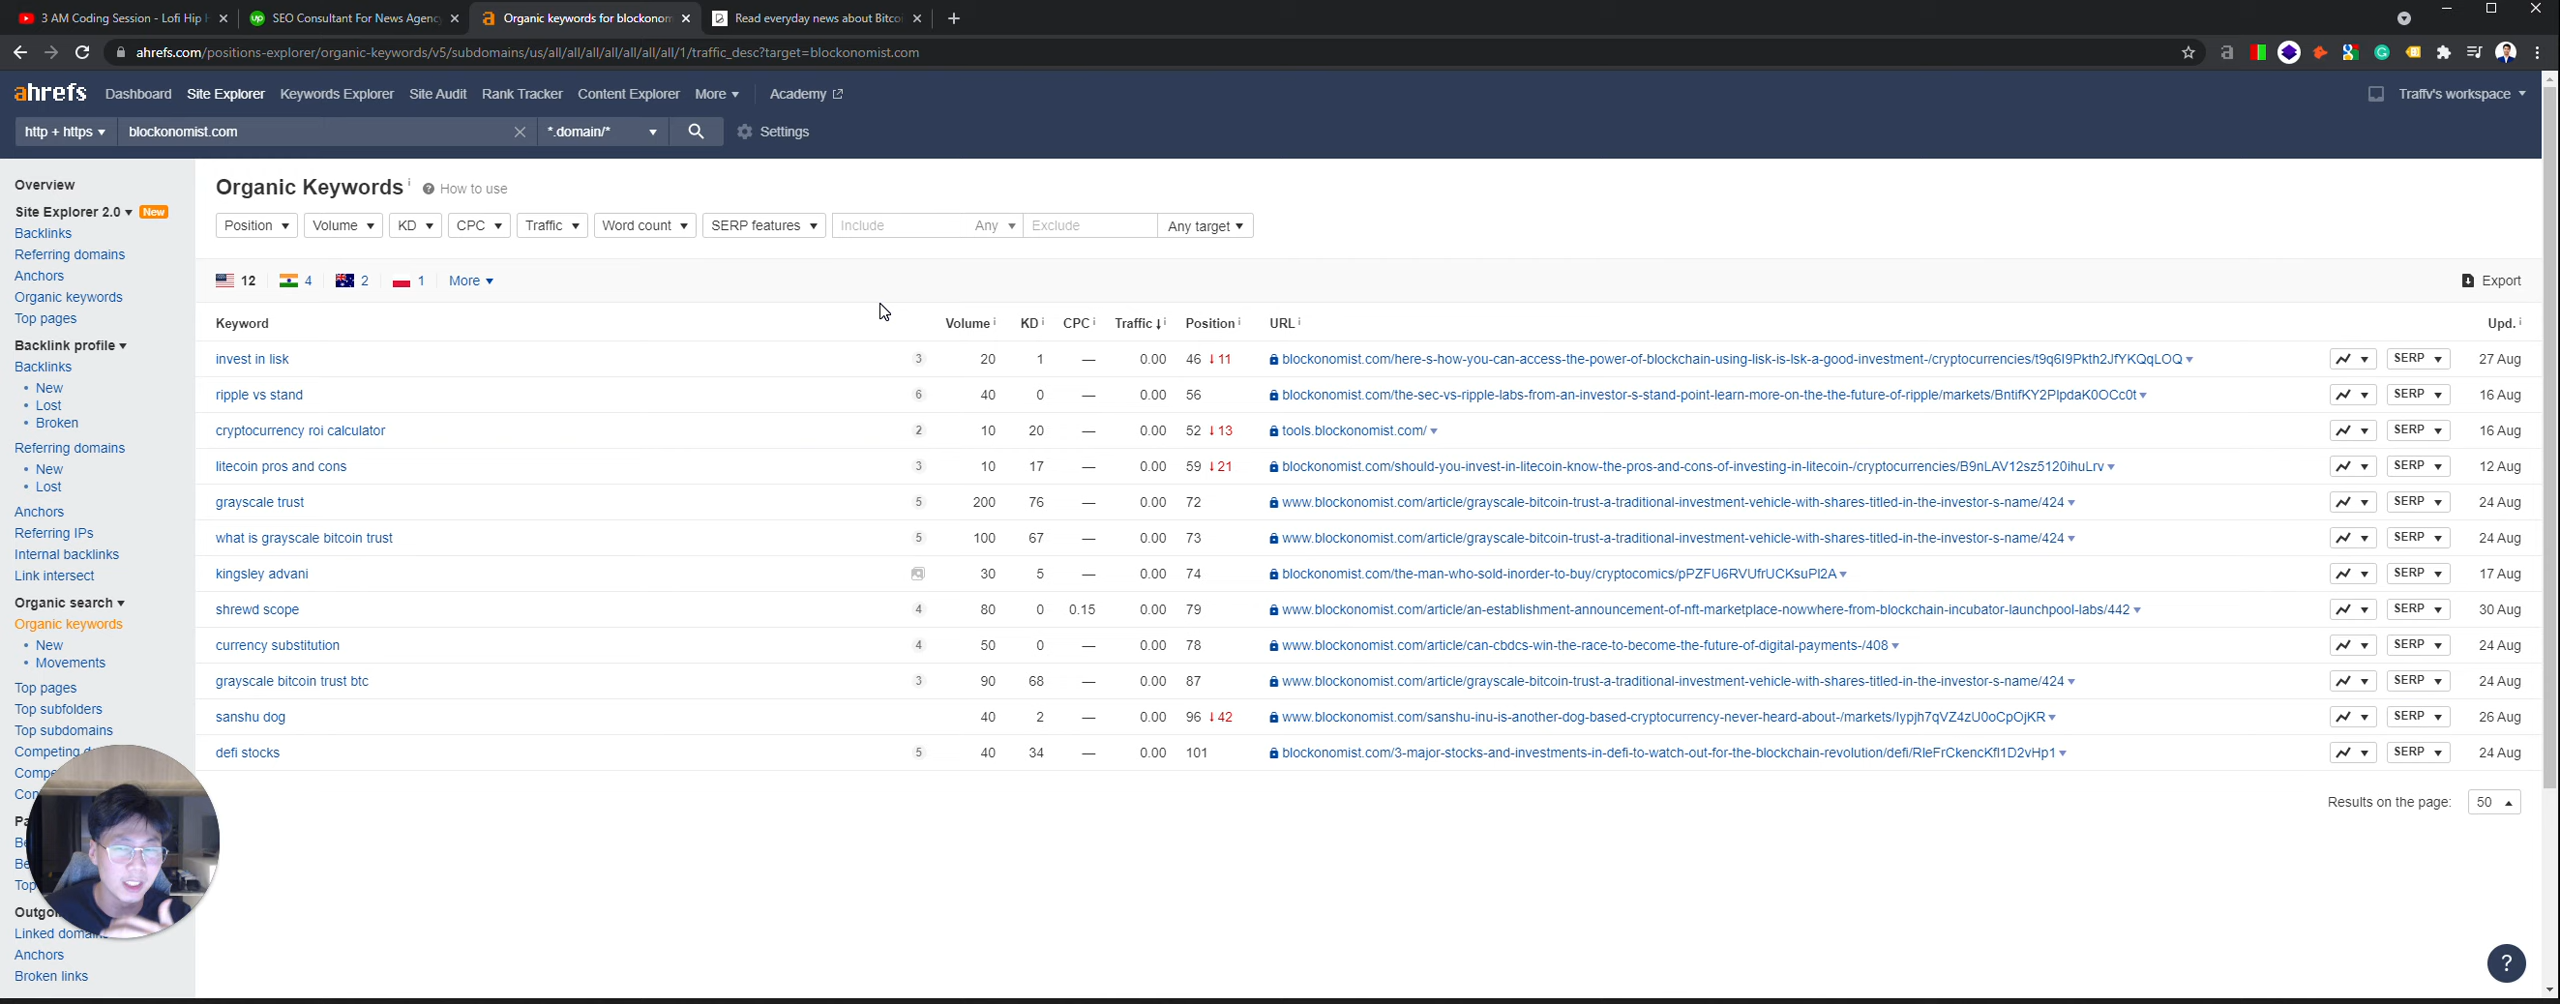 3 AM Coding Session - Lofi Hip H
SEO Consultant For News Agency
Organic keywords for blockonom
Read everyday news about Bitco
ahrefs.com/positions-explorer/organic-keywords/v5/subdomains/us/all/all/all/all/all/all/all/1/traffic_desc?target=blockonomist.com
ahrefs Dashboard Site Explorer Keywords Explorer Site Audit Rank Tracker Content Explorer More Academy Traffv's workspace
http + https blockonomist.com *.domain/* Settings
Overview
Site Explorer 2.0 New
Backlinks
Referring domains
Anchors
Organic keywords
Top pages
Backlink profile
Backlinks
• New
• Lost
• Broken
Referring domains
• New
• Lost
Anchors
Referring IPs
Internal backlinks
Link intersect
Organic search
Organic keywords
• New
• Movements
Top pages
Top subfolders
Top subdomains
Competing d
Compe
Con
Pa
Be
Be
Top
Outgo
Linked domains
Anchors
Broken links
Organic Keywords i How to use
Position Volume KD CPC Traffic Word count SERP features Include Any Exclude Any target
12 4 2 1 More Export
Keyword Volume i KD i CPC i Traffic ↓ i Position i URL i Upd. i
invest in lisk 3 20 1 — 0.00 46 ↓11 blockonomist.com/here-s-how-you-can-access-the-power-of-blockchain-using-lisk-is-lsk-a-good-investment-/cryptocurrencies/t9q6I9Pkth2JfYKQqLOQ SERP 27 Aug
ripple vs stand 6 40 0 — 0.00 56 blockonomist.com/the-sec-vs-ripple-labs-from-an-investor-s-stand-point-learn-more-on-the-the-future-of-ripple/markets/BntifKY2PlpdaK0OCc0t SERP 16 Aug
cryptocurrency roi calculator 2 10 20 — 0.00 52 ↓13 tools.blockonomist.com/ SERP 16 Aug
litecoin pros and cons 3 10 17 — 0.00 59 ↓21 blockonomist.com/should-you-invest-in-litecoin-know-the-pros-and-cons-of-investing-in-litecoin-/cryptocurrencies/B9nLAV12sz5120ihuLrv SERP 12 Aug
grayscale trust 5 200 76 — 0.00 72 www.blockonomist.com/article/grayscale-bitcoin-trust-a-traditional-investment-vehicle-with-shares-titled-in-the-investor-s-name/424 SERP 24 Aug
what is grayscale bitcoin trust 5 100 67 — 0.00 73 www.blockonomist.com/article/grayscale-bitcoin-trust-a-traditional-investment-vehicle-with-shares-titled-in-the-investor-s-name/424 SERP 24 Aug
kingsley advani 30 5 — 0.00 74 blockonomist.com/the-man-who-sold-inorder-to-buy/cryptocomics/pPZFU6RVUfrUCKsuPl2A SERP 17 Aug
shrewd scope 4 80 0 0.15 0.00 79 www.blockonomist.com/article/an-establishment-announcement-of-nft-marketplace-nowwhere-from-blockchain-incubator-launchpool-labs/442 SERP 30 Aug
currency substitution 4 50 0 — 0.00 78 www.blockonomist.com/article/can-cbdcs-win-the-race-to-become-the-future-of-digital-payments-/408 SERP 24 Aug
grayscale bitcoin trust btc 3 90 68 — 0.00 87 www.blockonomist.com/article/grayscale-bitcoin-trust-a-traditional-investment-vehicle-with-shares-titled-in-the-investor-s-name/424 SERP 24 Aug
sanshu dog 40 2 — 0.00 96 ↓42 www.blockonomist.com/sanshu-inu-is-another-dog-based-cryptocurrency-never-heard-about-/markets/Iypjh7qVZ4zU0oCpOjKR SERP 26 Aug
defi stocks 5 40 34 — 0.00 101 blockonomist.com/3-major-stocks-and-investments-in-defi-to-watch-out-for-the-blockchain-revolution/defi/RIeFrCkencKfl1D2vHp1 SERP 24 Aug
Results on the page: 50
?